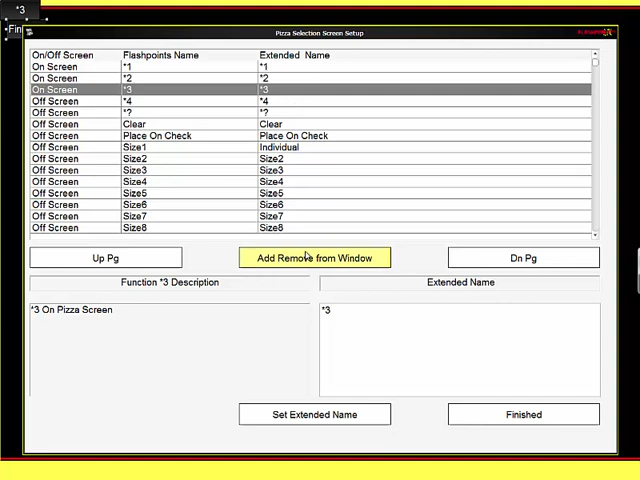 *3
Fin
Pizza Selection Screen Setup
On/Off Screen Flashpoints Name Extended Name
On Screen *1 *1
On Screen *2 *2
On Screen *3 *3
Off Screen *4 *4
Off Screen *? *?
Off Screen Clear Clear
Off Screen Place On Check Place On Check
Off Screen Size1 Individual
Off Screen Size2 Size2
Off Screen Size3 Size3
Off Screen Size4 Size4
Off Screen Size5 Size5
Off Screen Size6 Size6
Off Screen Size7 Size7
Off Screen Size8 Size8
Up Pg Add Remove from Window Dn Pg
Function *3 Description Extended Name
*3 On Pizza Screen *3
Set Extended Name Finished